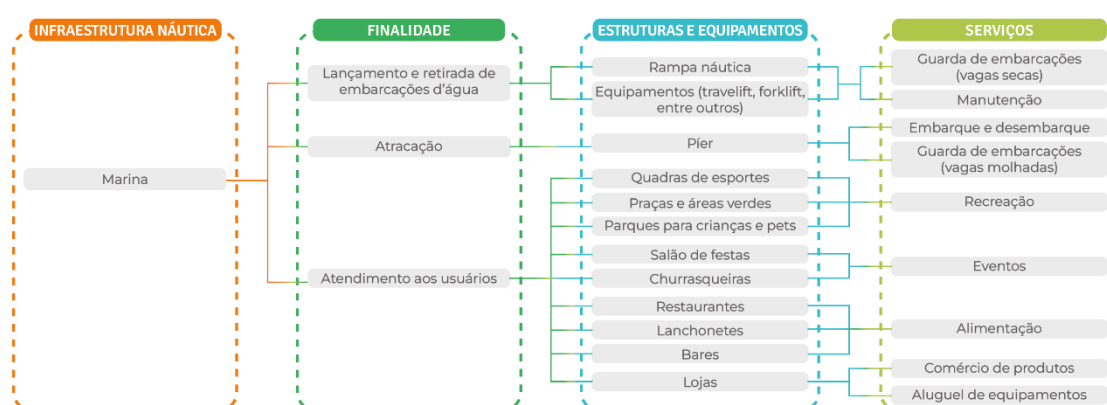 INFRAESTRUTURA NÁUTICA
Marina
FINALIDADE
Lançamento e retirada de
embarcações d'água
Atracação
Atendimento aos usuários
ESTRUTURAS E EQUIPAMENTOS
Rampa náutica
Equipamentos (travelift, forklift,
entre outros)
Píer
Quadras de esportes
Praças e áreas verdes
Parques para crianças e pets
Salão de festas
Churrasqueiras
Restaurantes
Lanchonetes
Bares
Lojas
SERVIÇOS
Guarda de embarcações
(vagas secas)
Manutenção
Embarque e desembarque
Guarda de embarcações
(vagas molhadas)
Recreação
Eventos
Alimentação
Comércio de produtos
Aluguel de equipamentos